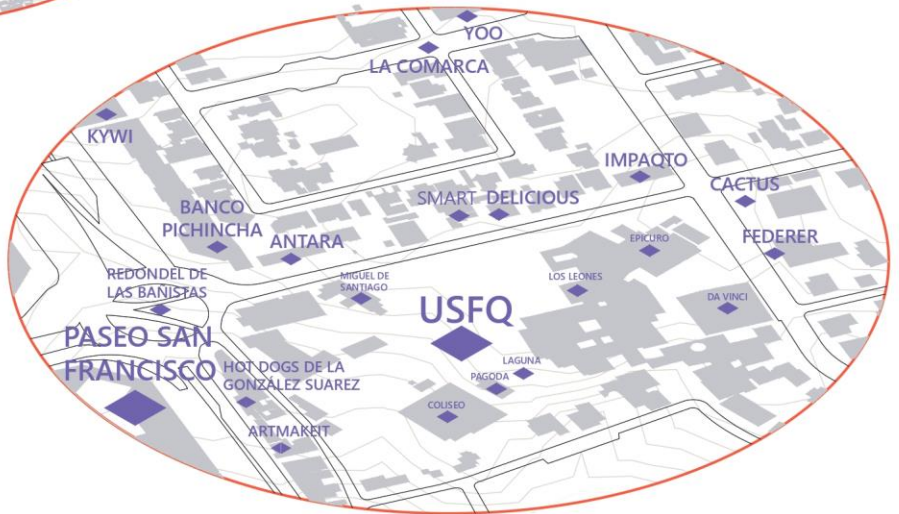 YOO
LA COMARCA
KYWI
IMPAQTO
CACTUS
SMART
DELICIOUS
BANCO
PICHINCHA
ANTARA
EPICURO
FEDERER
REDONDEL DE
LAS BAÑISTAS
MIGUEL DE
SANTIAGO
LOS LEONES
DA VINCI
USFQ
PASEO SAN
FRANCISCO
HOT DOGS DE LA
GONZÁLEZ SUAREZ
LAGUNA
PAGODA
COLISEO
ARTMAKEIT